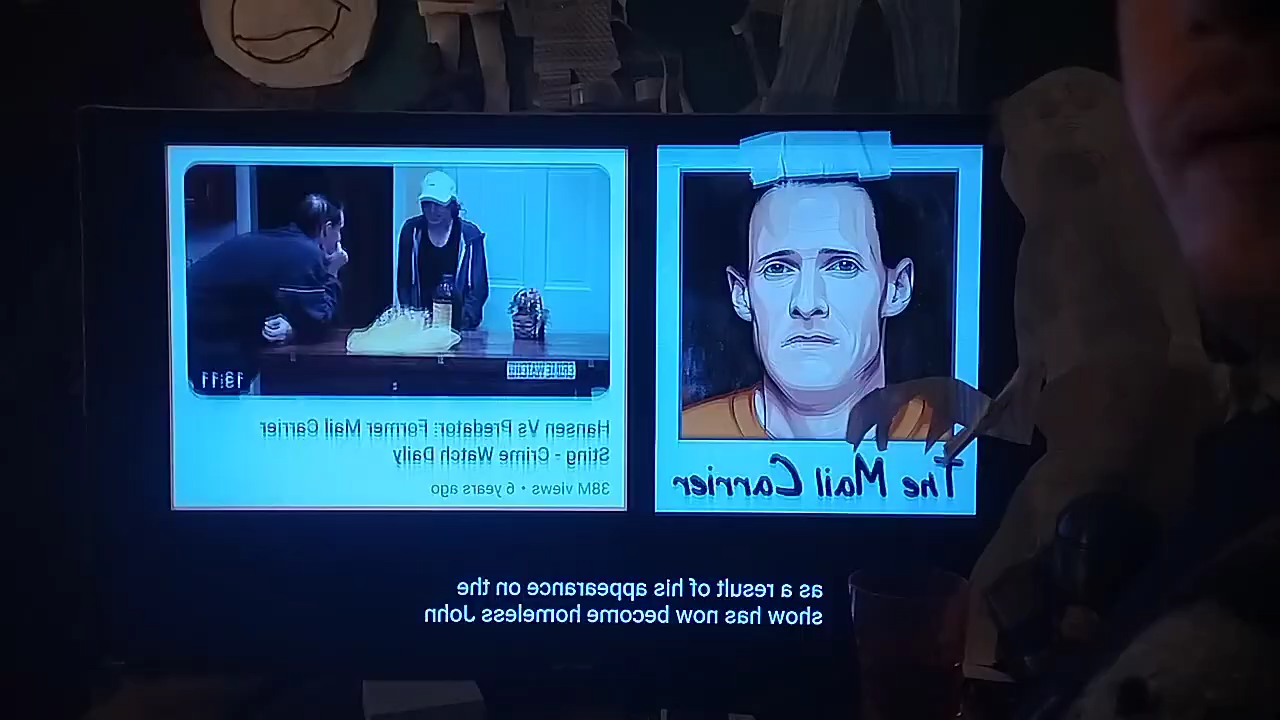 13:11
CRIMEWATCH
Hansen Vs Predator: Former Mail Carrier
Sting - Crime Watch Daily
38M views • 6 years ago
The Mail Carrier
as a result of his appearance on the
show has now become homeless John